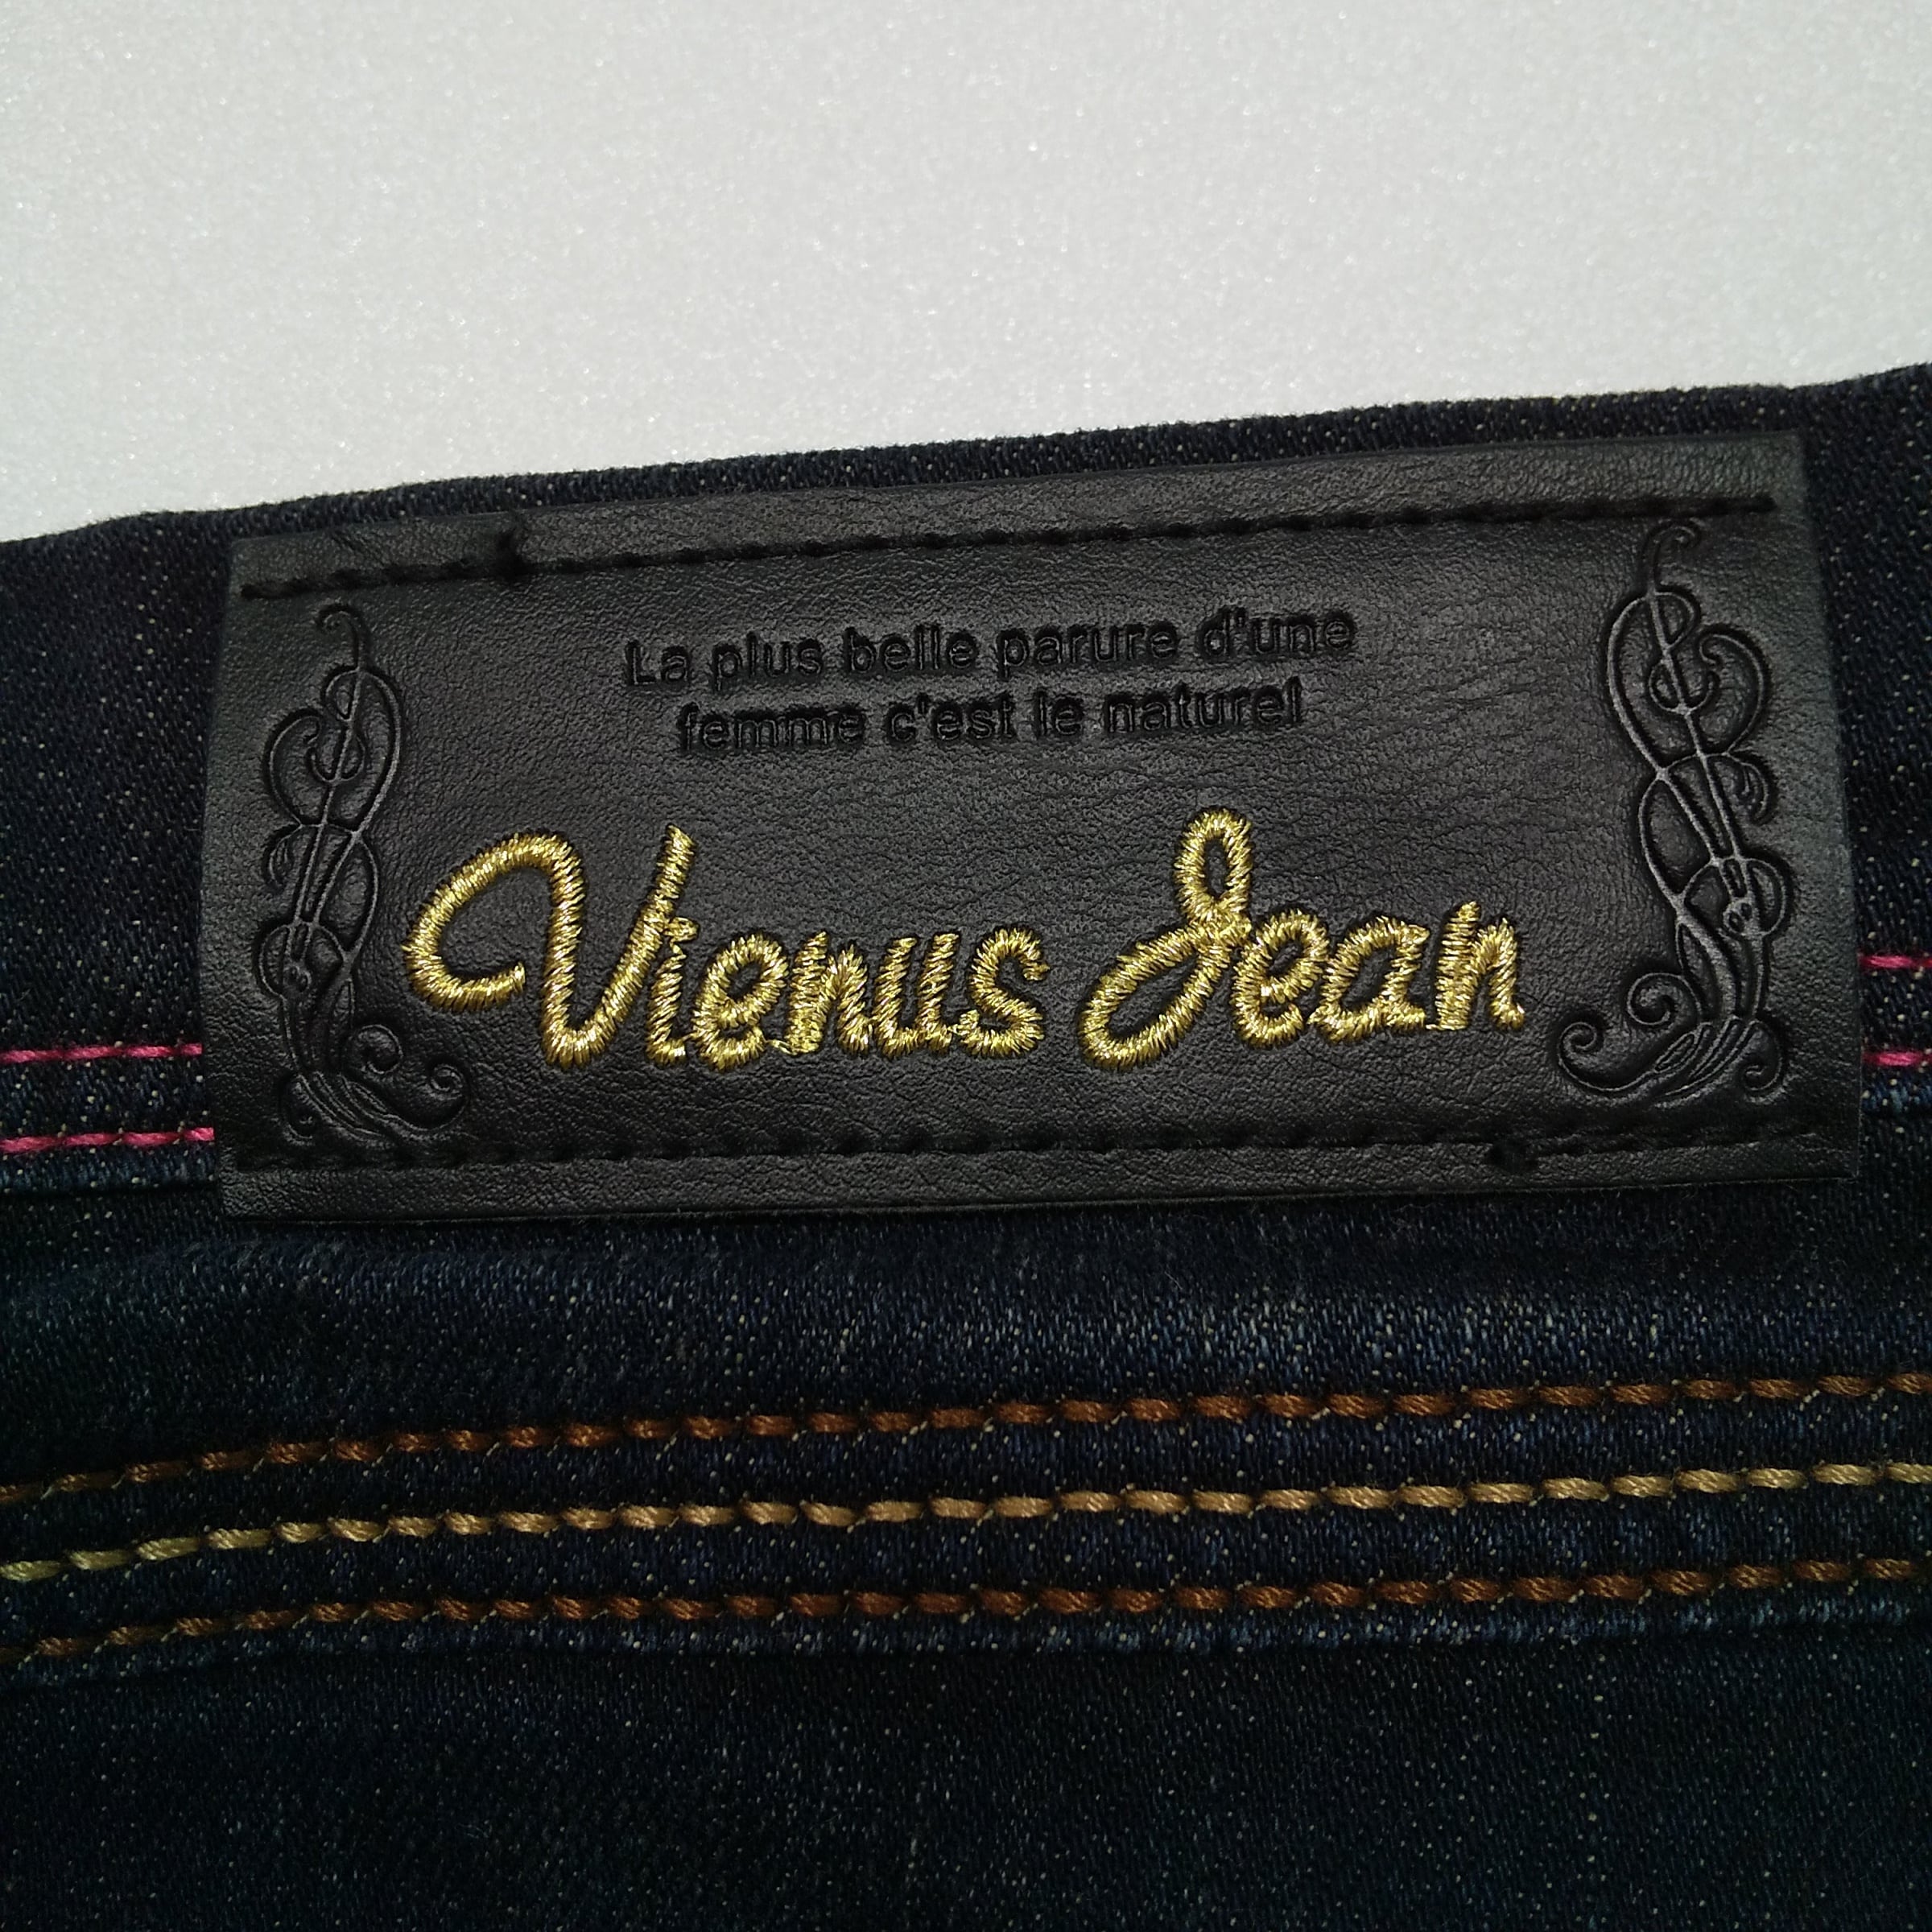 La plus belle parure d'une
femme c'est le naturel
Vienus Jean